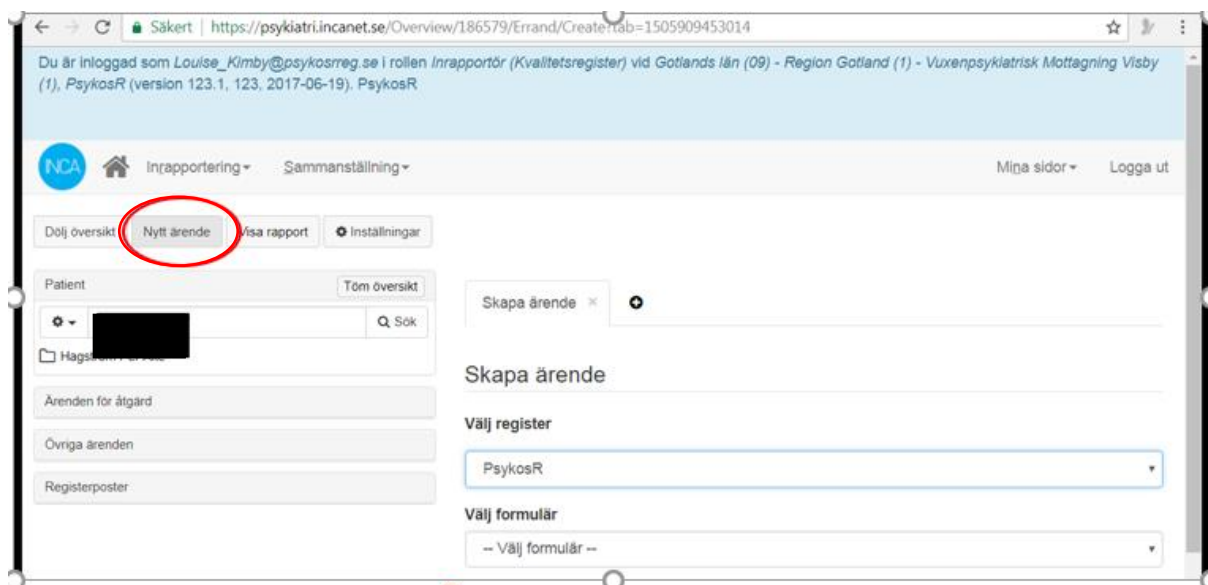 Säkert | https://psykiatri.incanet.se/Overview/186579/Errand/Create?tab=1505909453014
Du är inloggad som Louise_Kimby@psykosrreg.se i rollen Inrapportör (Kvalitetsregister) vid Gotlands län (09) - Region Gotland (1) - Vuxenpsykiatrisk Mottagning Visby
(1), PsykosR (version 123.1, 123, 2017-06-19). PsykosR
INCA Inrapportering Sammanställning Mina sidor Logga ut
Dölj översikt Nytt ärende Visa rapport Inställningar
Patient Töm översikt
Sök
Skapa ärende ×
Skapa ärende
Ärenden för åtgärd
Välj register
Övriga ärenden
PsykosR
Registerposter
Välj formulär
-- Välj formulär --